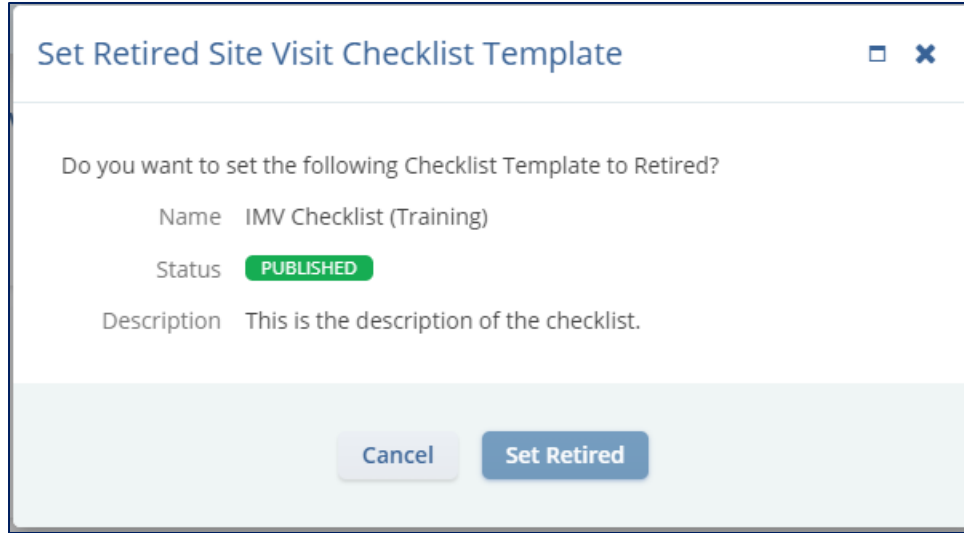 Set Retired Site Visit Checklist Template
Do you want to set the following Checklist Template to Retired?
Name IMV Checklist (Training)
Status PUBLISHED
Description This is the description of the checklist.
Cancel Set Retired